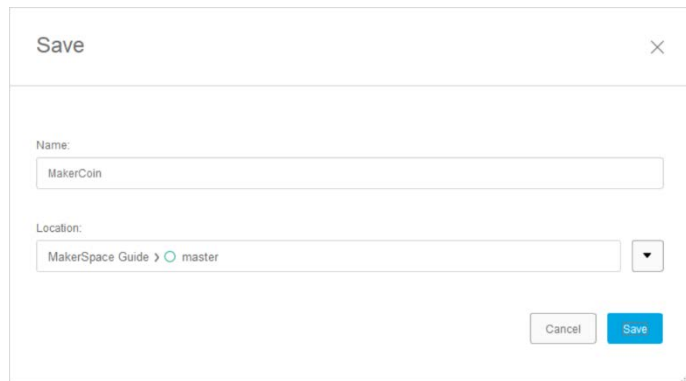 Save
Name:
MakerCoin
Location:
MakerSpace Guide › master
Cancel Save